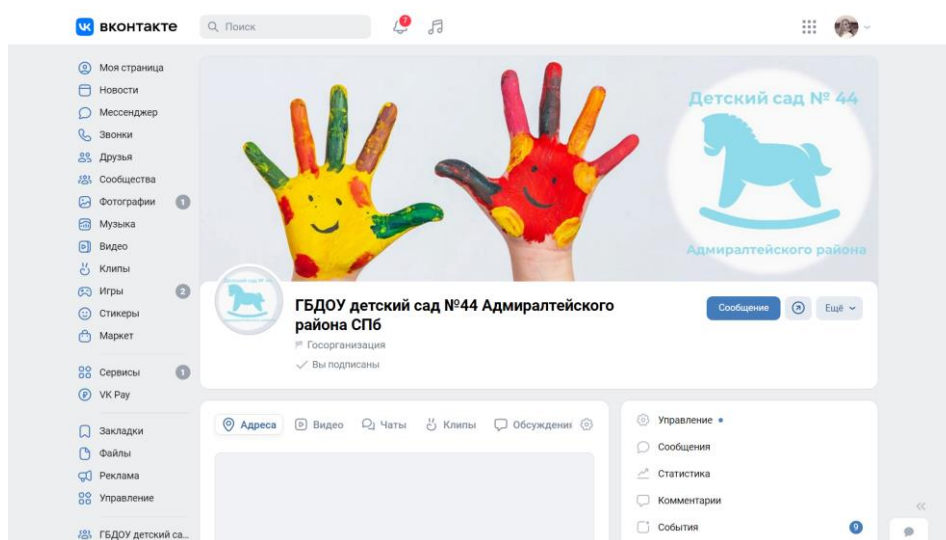 вконтакте
Поиск
7
Моя страница
Новости
Мессенджер
Звонки
Друзья
Сообщества
Фотографии 1
Музыка
Видео
Клипы
Игры 2
Стикеры
Маркет
Сервисы 1
VK Pay
Закладки
Файлы
Реклама
Управление
ГБДОУ детский са...
Детский сад № 44
Адмиралтейского района
ГБДОУ детский сад №44 Адмиралтейского
района СПб
Госорганизация
Вы подписаны
Сообщение
Ещё
Адреса Видео Чаты Клипы Обсуждения
Управление
Сообщения
Статистика
Комментарии
События 9